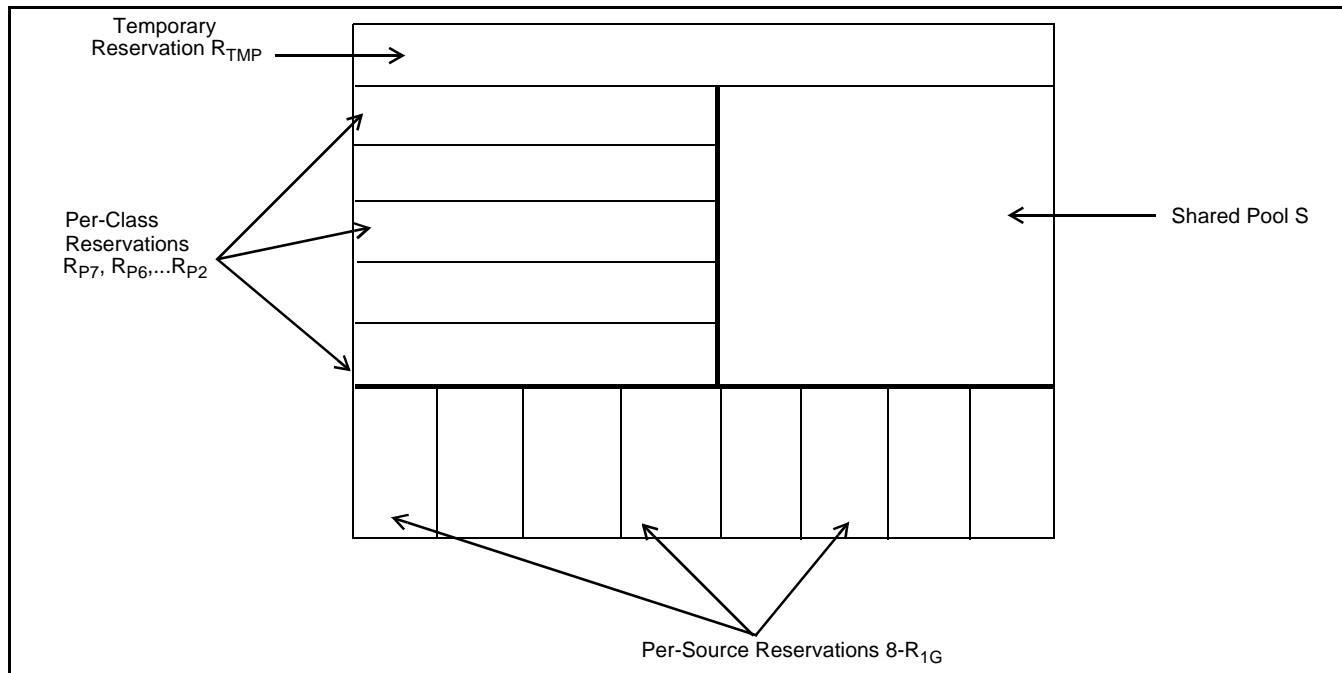 Temporary
Reservation R_TMP
Per-Class
Reservations
R_P7, R_P6,...R_P2
Shared Pool S
Per-Source Reservations 8-R_1G